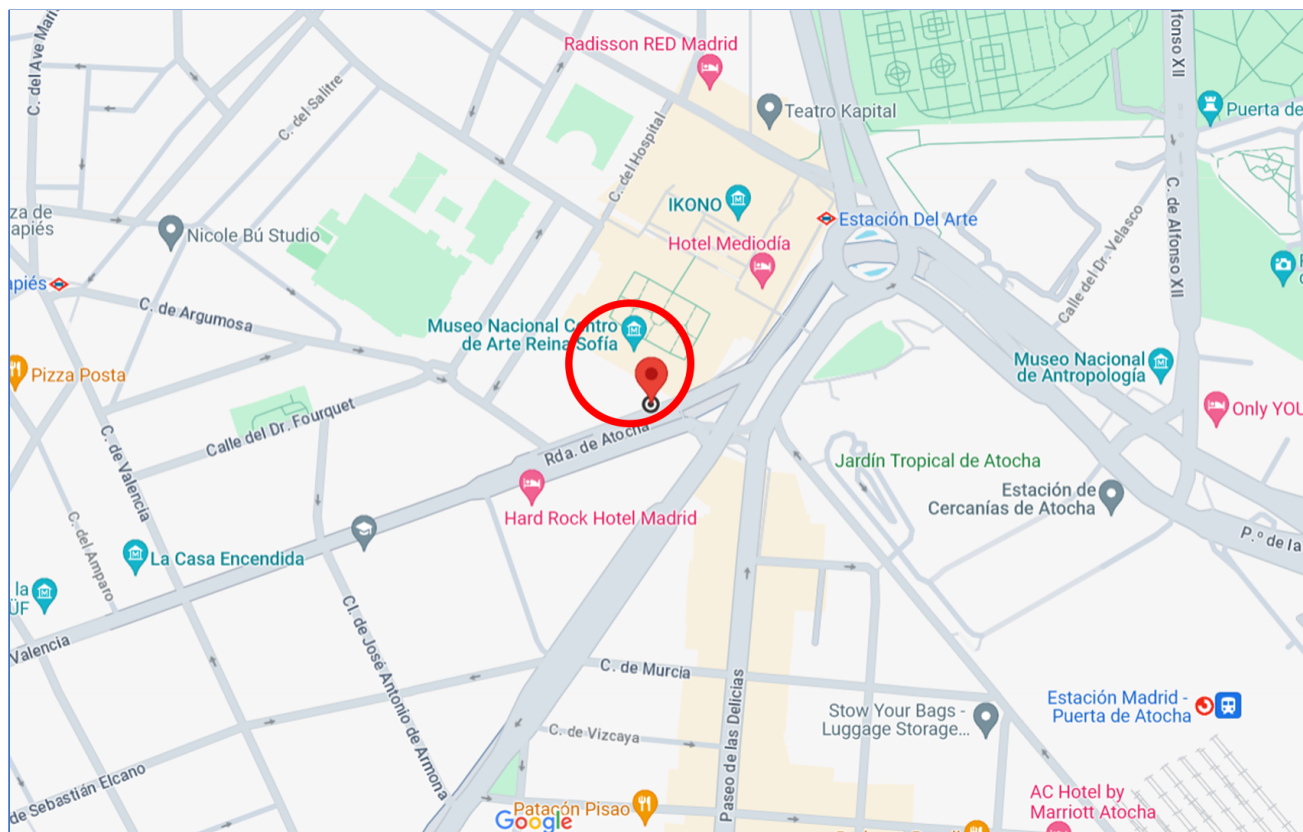 C. del Ave María
Radisson RED Madrid
Alfonso XII
C. del Salitre
Teatro Kapital
Puerta de
C. del Hospital
IKONO
Estación Del Arte
Nicole Bú Studio
Hotel Mediodía
Calle del Dr. Velasco
C. de Alfonso XII
C. de Argumosa
Museo Nacional Centro
de Arte Reina Sofía
Museo Nacional
de Antropología
Pizza Posta
Only YOU
Calle del Dr. Fourquet
Rda. de Atocha
Jardín Tropical de Atocha
C. de Valencia
Estación de
Cercanías de Atocha
Hard Rock Hotel Madrid
P.º de la
C. del Amparo
La Casa Encendida
la
ÜF
Valencia
Cl. de José Antonio de Armona
C. de Murcia
Paseo de las Delicias
Estación Madrid -
Puerta de Atocha
Stow Your Bags -
Luggage Storage...
C. de Vizcaya
de Sebastián Elcano
Patacón Pisao
Google
AC Hotel by
Marriott Atocha